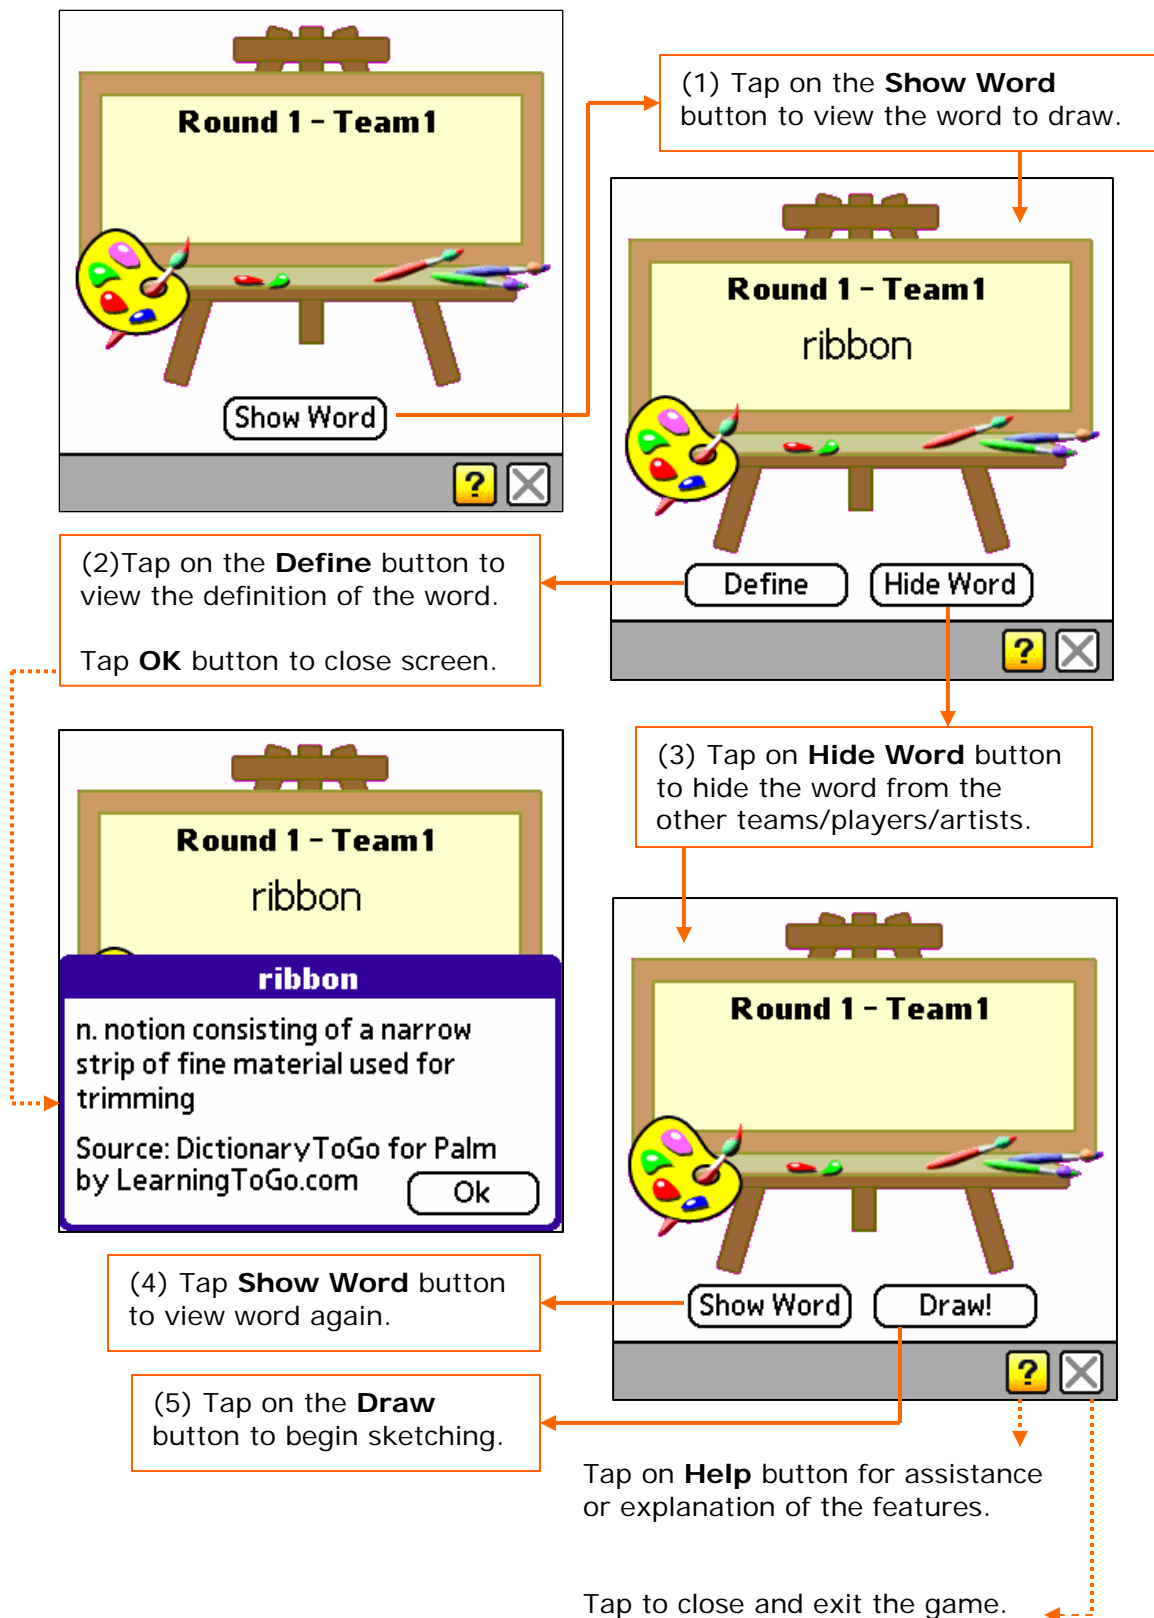 Round 1 - Team1
Show Word
?
(1) Tap on the Show Word
button to view the word to draw.
Round 1 - Team1
ribbon
Define
Hide Word
?
(2)Tap on the Define button to
view the definition of the word.
Tap OK button to close screen.
(3) Tap on Hide Word button
to hide the word from the
other teams/players/artists.
Round 1 - Team1
ribbon
ribbon
n. notion consisting of a narrow
strip of fine material used for
trimming
Source: DictionaryToGo for Palm
by LearningToGo.com
Ok
Round 1 - Team1
Show Word
Draw!
?
(4) Tap Show Word button
to view word again.
(5) Tap on the Draw
button to begin sketching.
Tap on Help button for assistance
or explanation of the features.
Tap to close and exit the game.